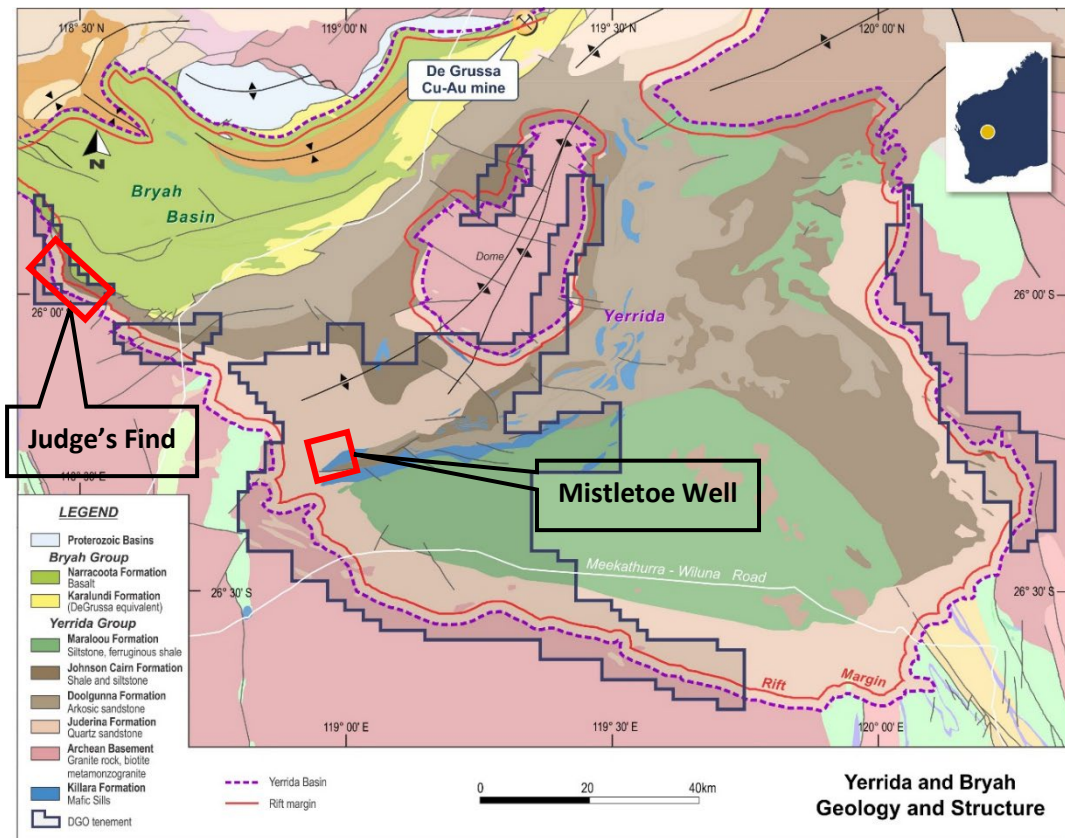 118° 30' N
119° 00' N
119° 30' N
120° 00' N
De Grussa
Cu-Au mine
N
Bryah
Basin
Dome
26° 00' S
26° 00' S
Yerrida
Judge's Find
Mistletoe Well
Meekathurra - Wiluna Road
26° 30' S
26° 30' S
Rift Margin
119° 00' E
119° 30' E
120° 00' E
LEGEND
Proterozoic Basins
Bryah Group
Narracoota Formation
Basalt
Karalundi Formation
(DeGrussa equivalent)
Yerrida Group
Maraloou Formation
Siltstone, ferruginous shale
Johnson Cairn Formation
Shale and siltstone
Doolgunna Formation
Arkosic sandstone
Juderina Formation
Quartz sandstone
Archean Basement
Granite rock, biotite
metamonzogranite
Killara Formation
Mafic Sills
DGO tenement
Yerrida Basin
Rift margin
0 20 40km
Yerrida and Bryah
Geology and Structure